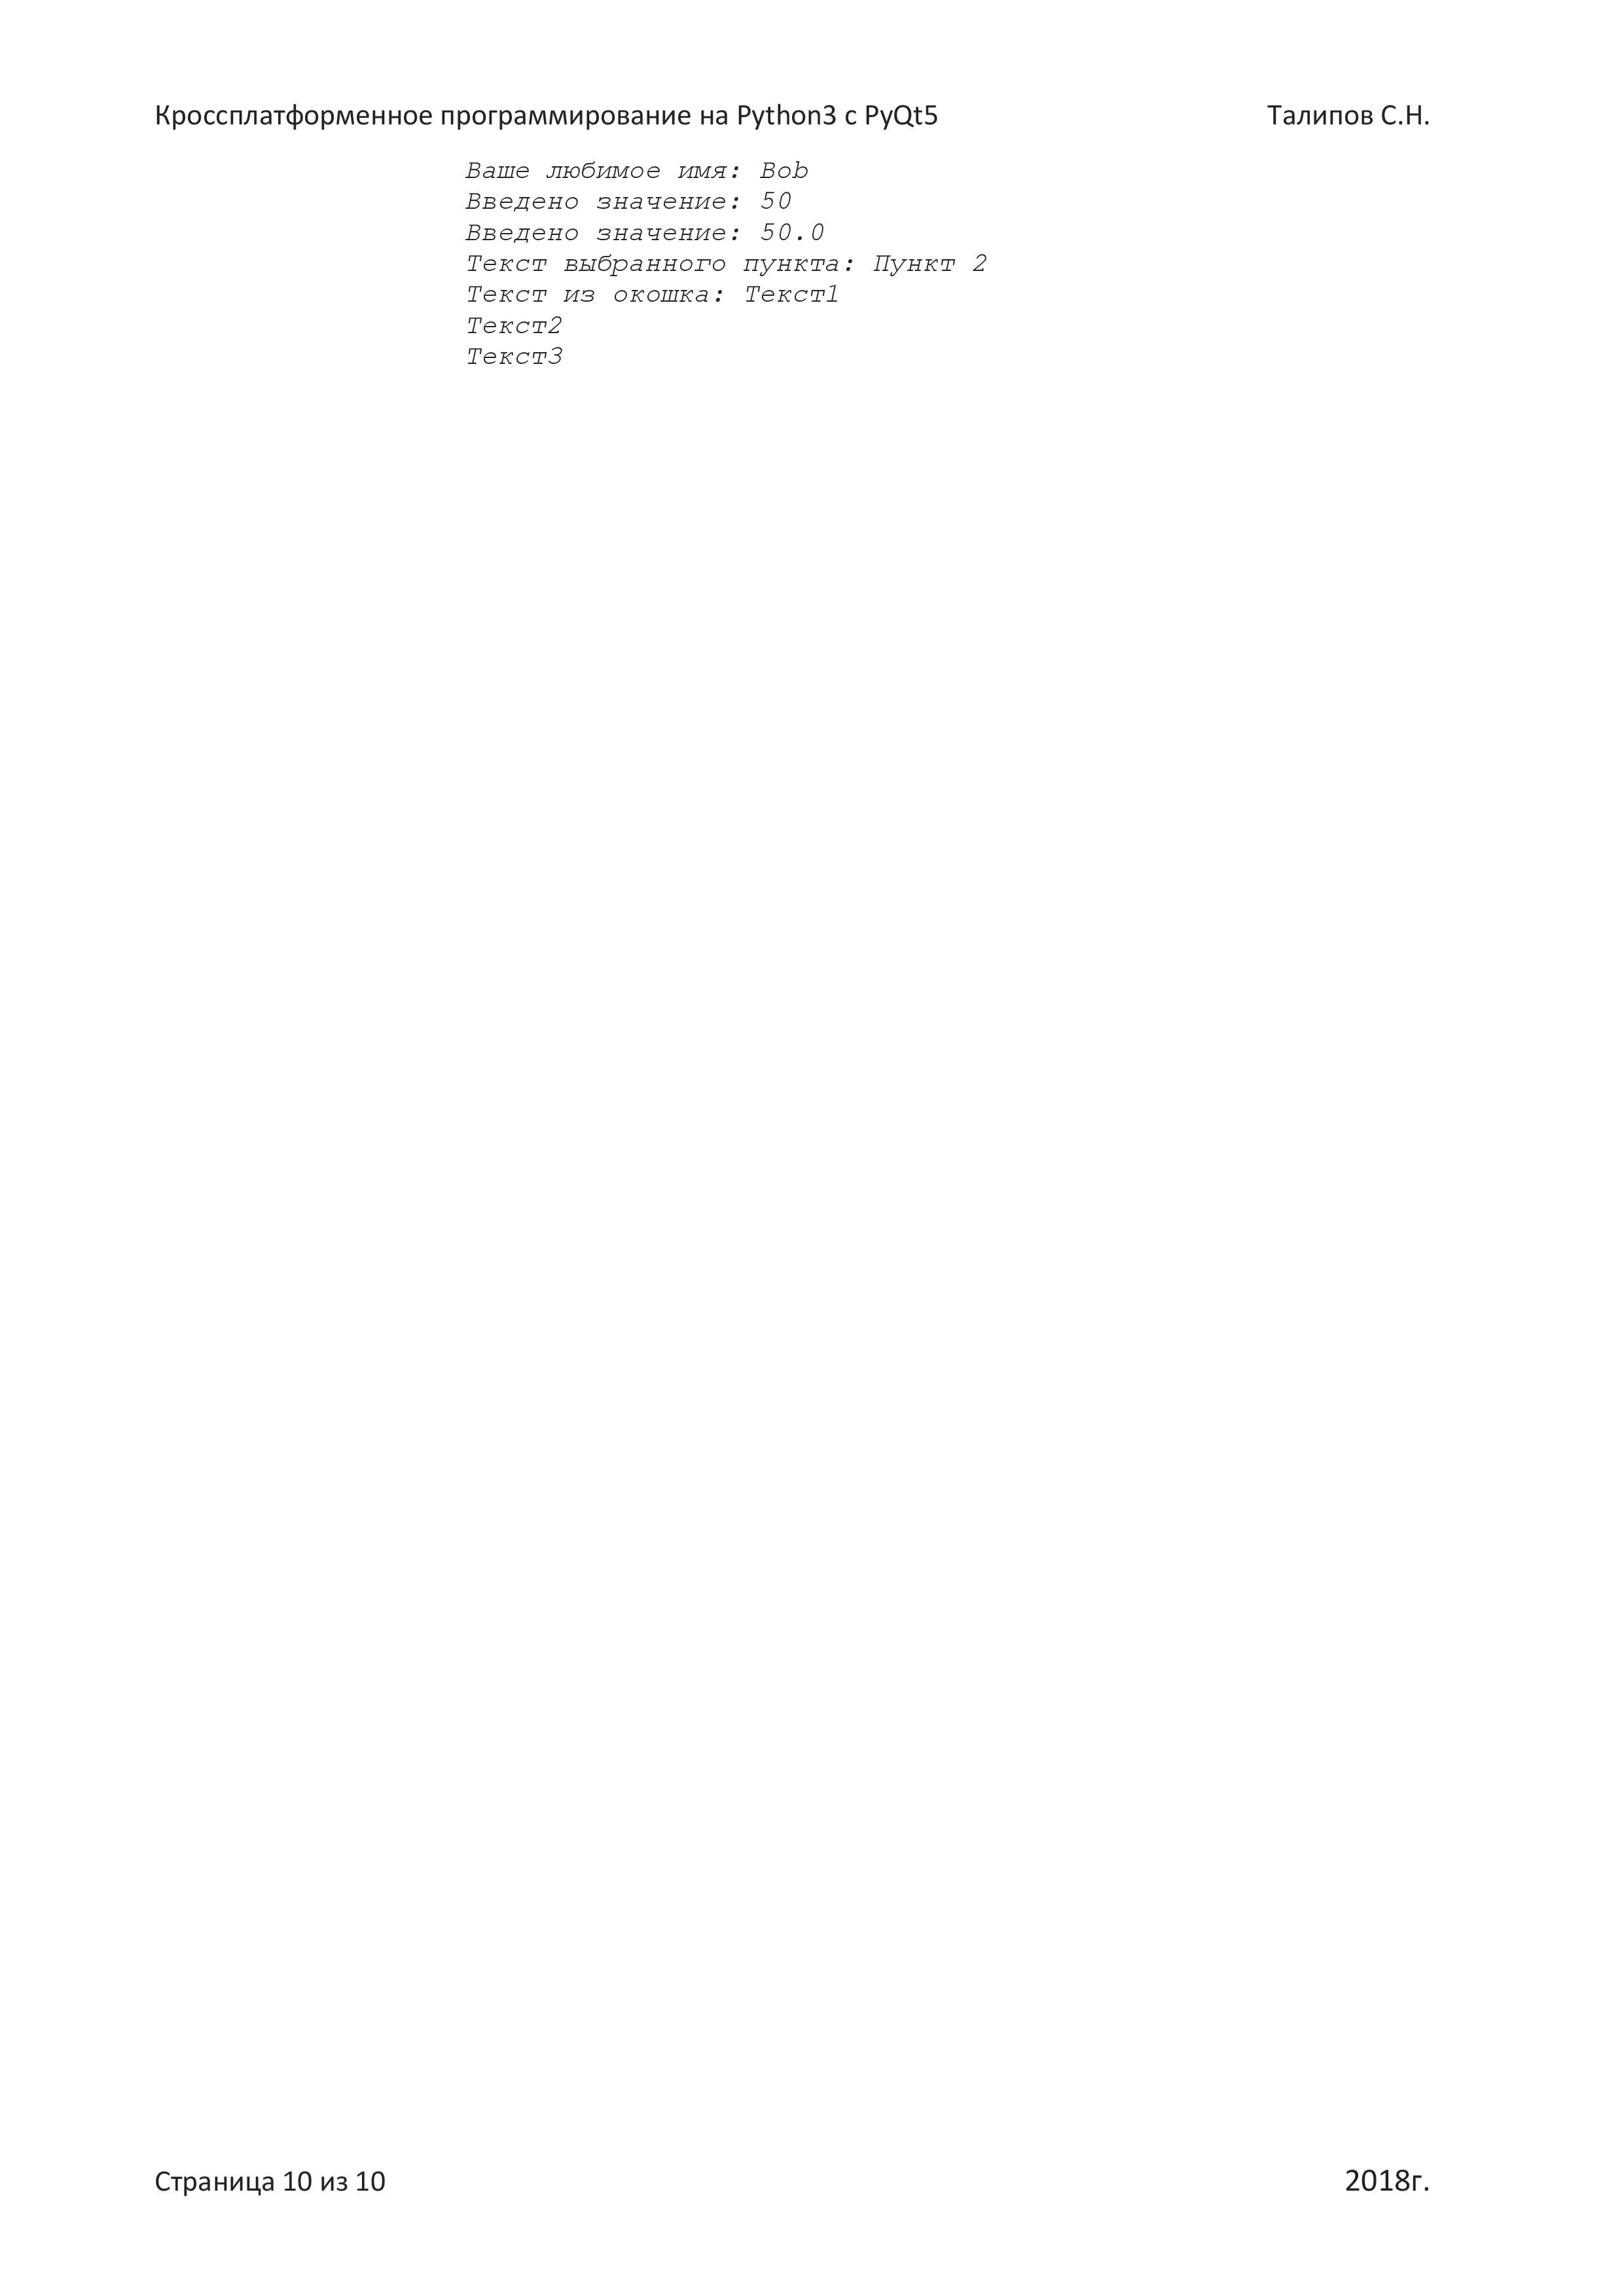 Кроссплатформенное программирование на Python3 с PyQt5 Талипов С.Н.
Ваше любимое имя: Bob
Введено значение: 50
Введено значение: 50.0
Текст выбранного пункта: Пункт 2
Текст из окошка: Текст1
Текст2
Текст3
Страница 10 из 10 2018г.